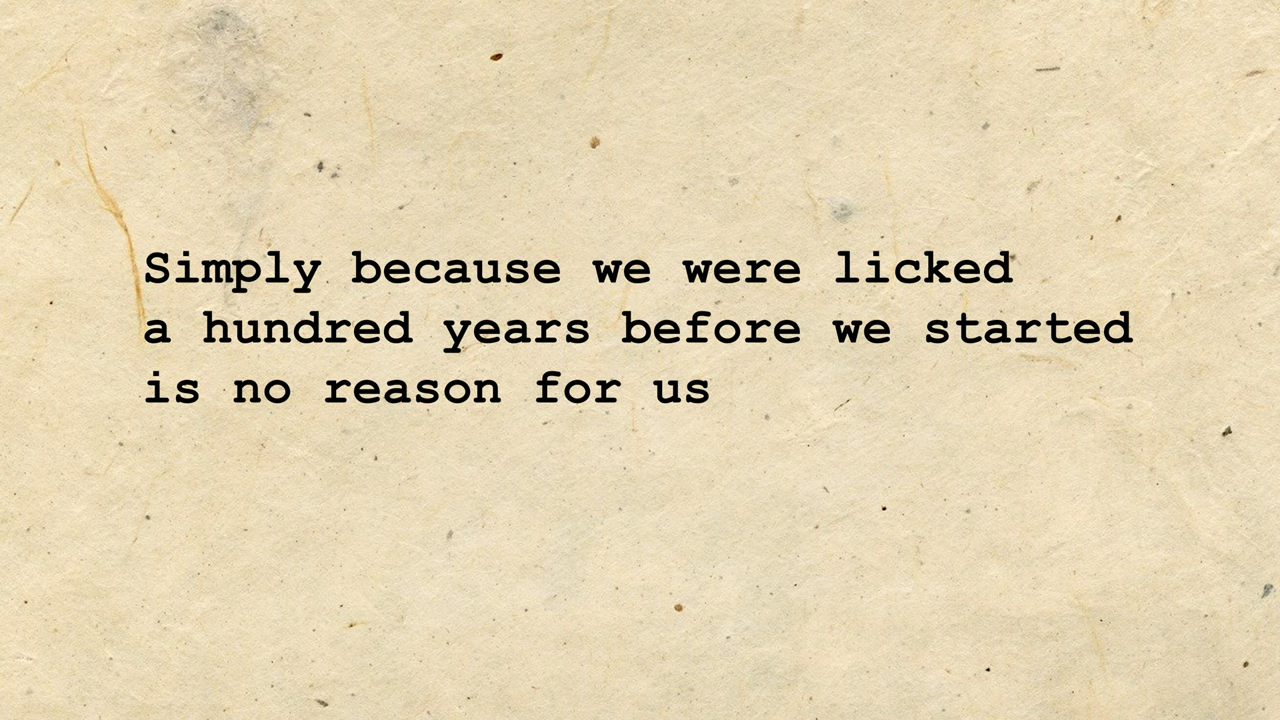 Simply because we were licked
a hundred years before we started
is no reason for us